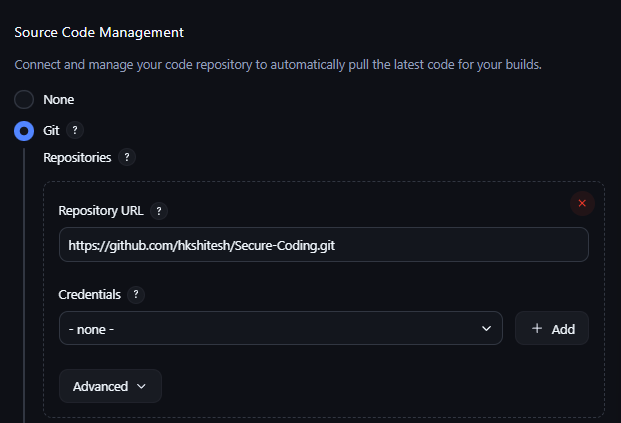 Source Code Management
Connect and manage your code repository to automatically pull the latest code for your builds.
None
Git ?
Repositories ?
Repository URL ?
https://github.com/hkshitesh/Secure-Coding.git
Credentials ?
- none -
+ Add
Advanced